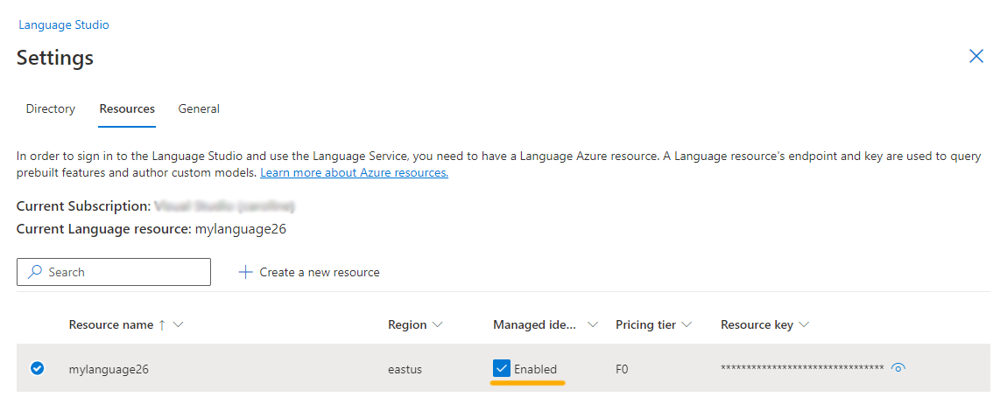 Language Studio
Settings
Directory Resources General
In order to sign in to the Language Studio and use the Language Service, you need to have a Language Azure resource. A Language resource's endpoint and key are used to query
prebuilt features and author custom models. Learn more about Azure resources.
Current Subscription:
Current Language resource: mylanguage26
Search Create a new resource
Resource name Region Managed ide... Pricing tier Resource key
mylanguage26 eastus Enabled F0 ********************************